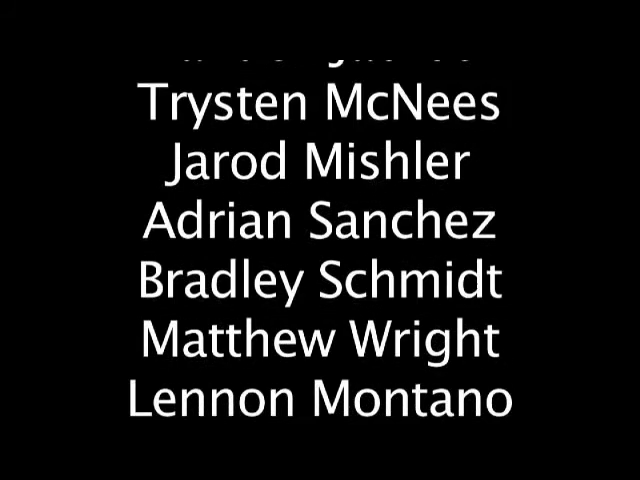 Trysten McNees
Jarod Mishler
Adrian Sanchez
Bradley Schmidt
Matthew Wright
Lennon Montano